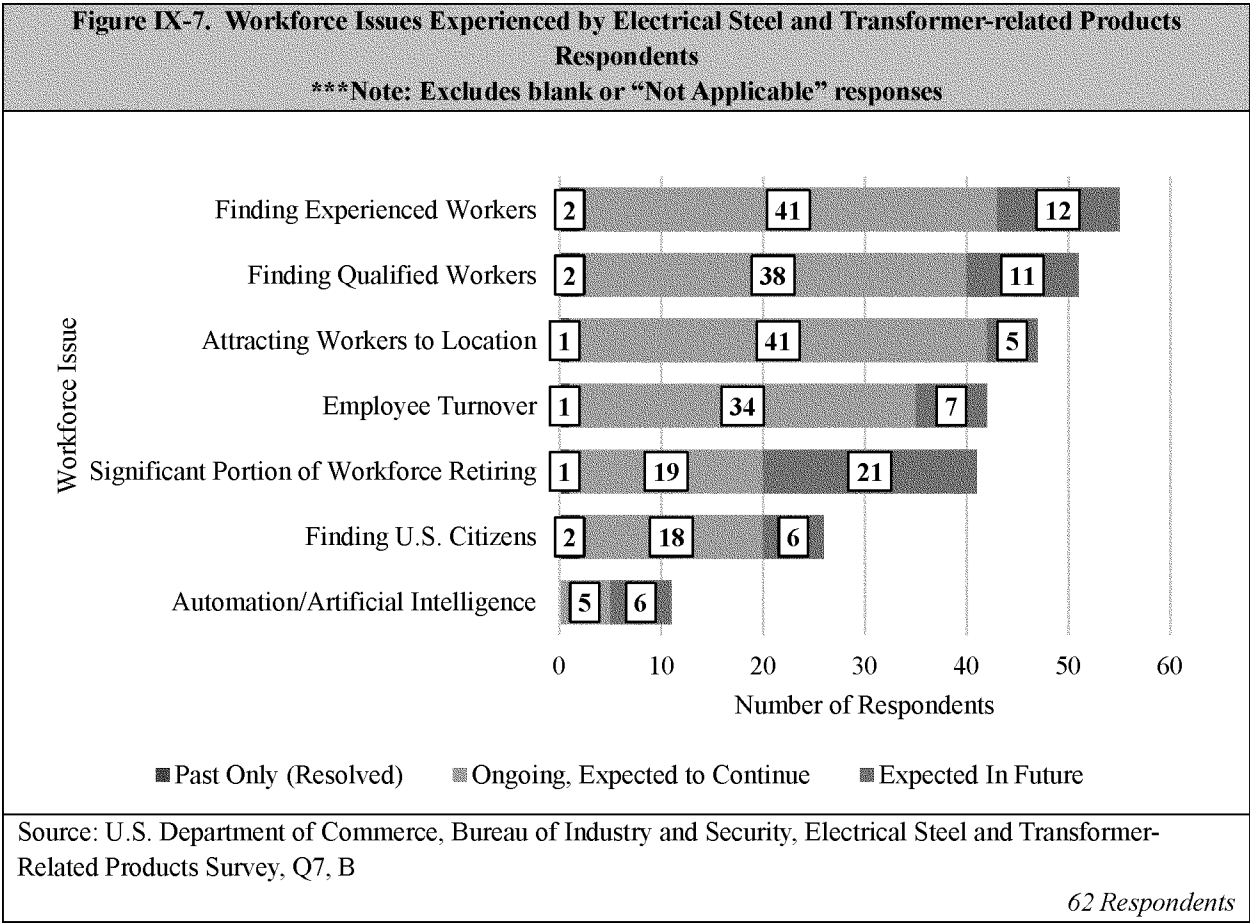 Figure IX-7.  Workforce Issues Experienced by Electrical Steel and Transformer-related Products
Respondents
***Note: Excludes blank or “Not Applicable” responses
Workforce Issue
Finding Experienced Workers 2 41 12
Finding Qualified Workers 2 38 11
Attracting Workers to Location 1 41 5
Employee Turnover 1 34 7
Significant Portion of Workforce Retiring 1 19 21
Finding U.S. Citizens 2 18 6
Automation/Artificial Intelligence 5 6
0 10 20 30 40 50 60
Number of Respondents
Past Only (Resolved) Ongoing, Expected to Continue Expected In Future
Source: U.S. Department of Commerce, Bureau of Industry and Security, Electrical Steel and Transformer-
Related Products Survey, Q7, B
62 Respondents